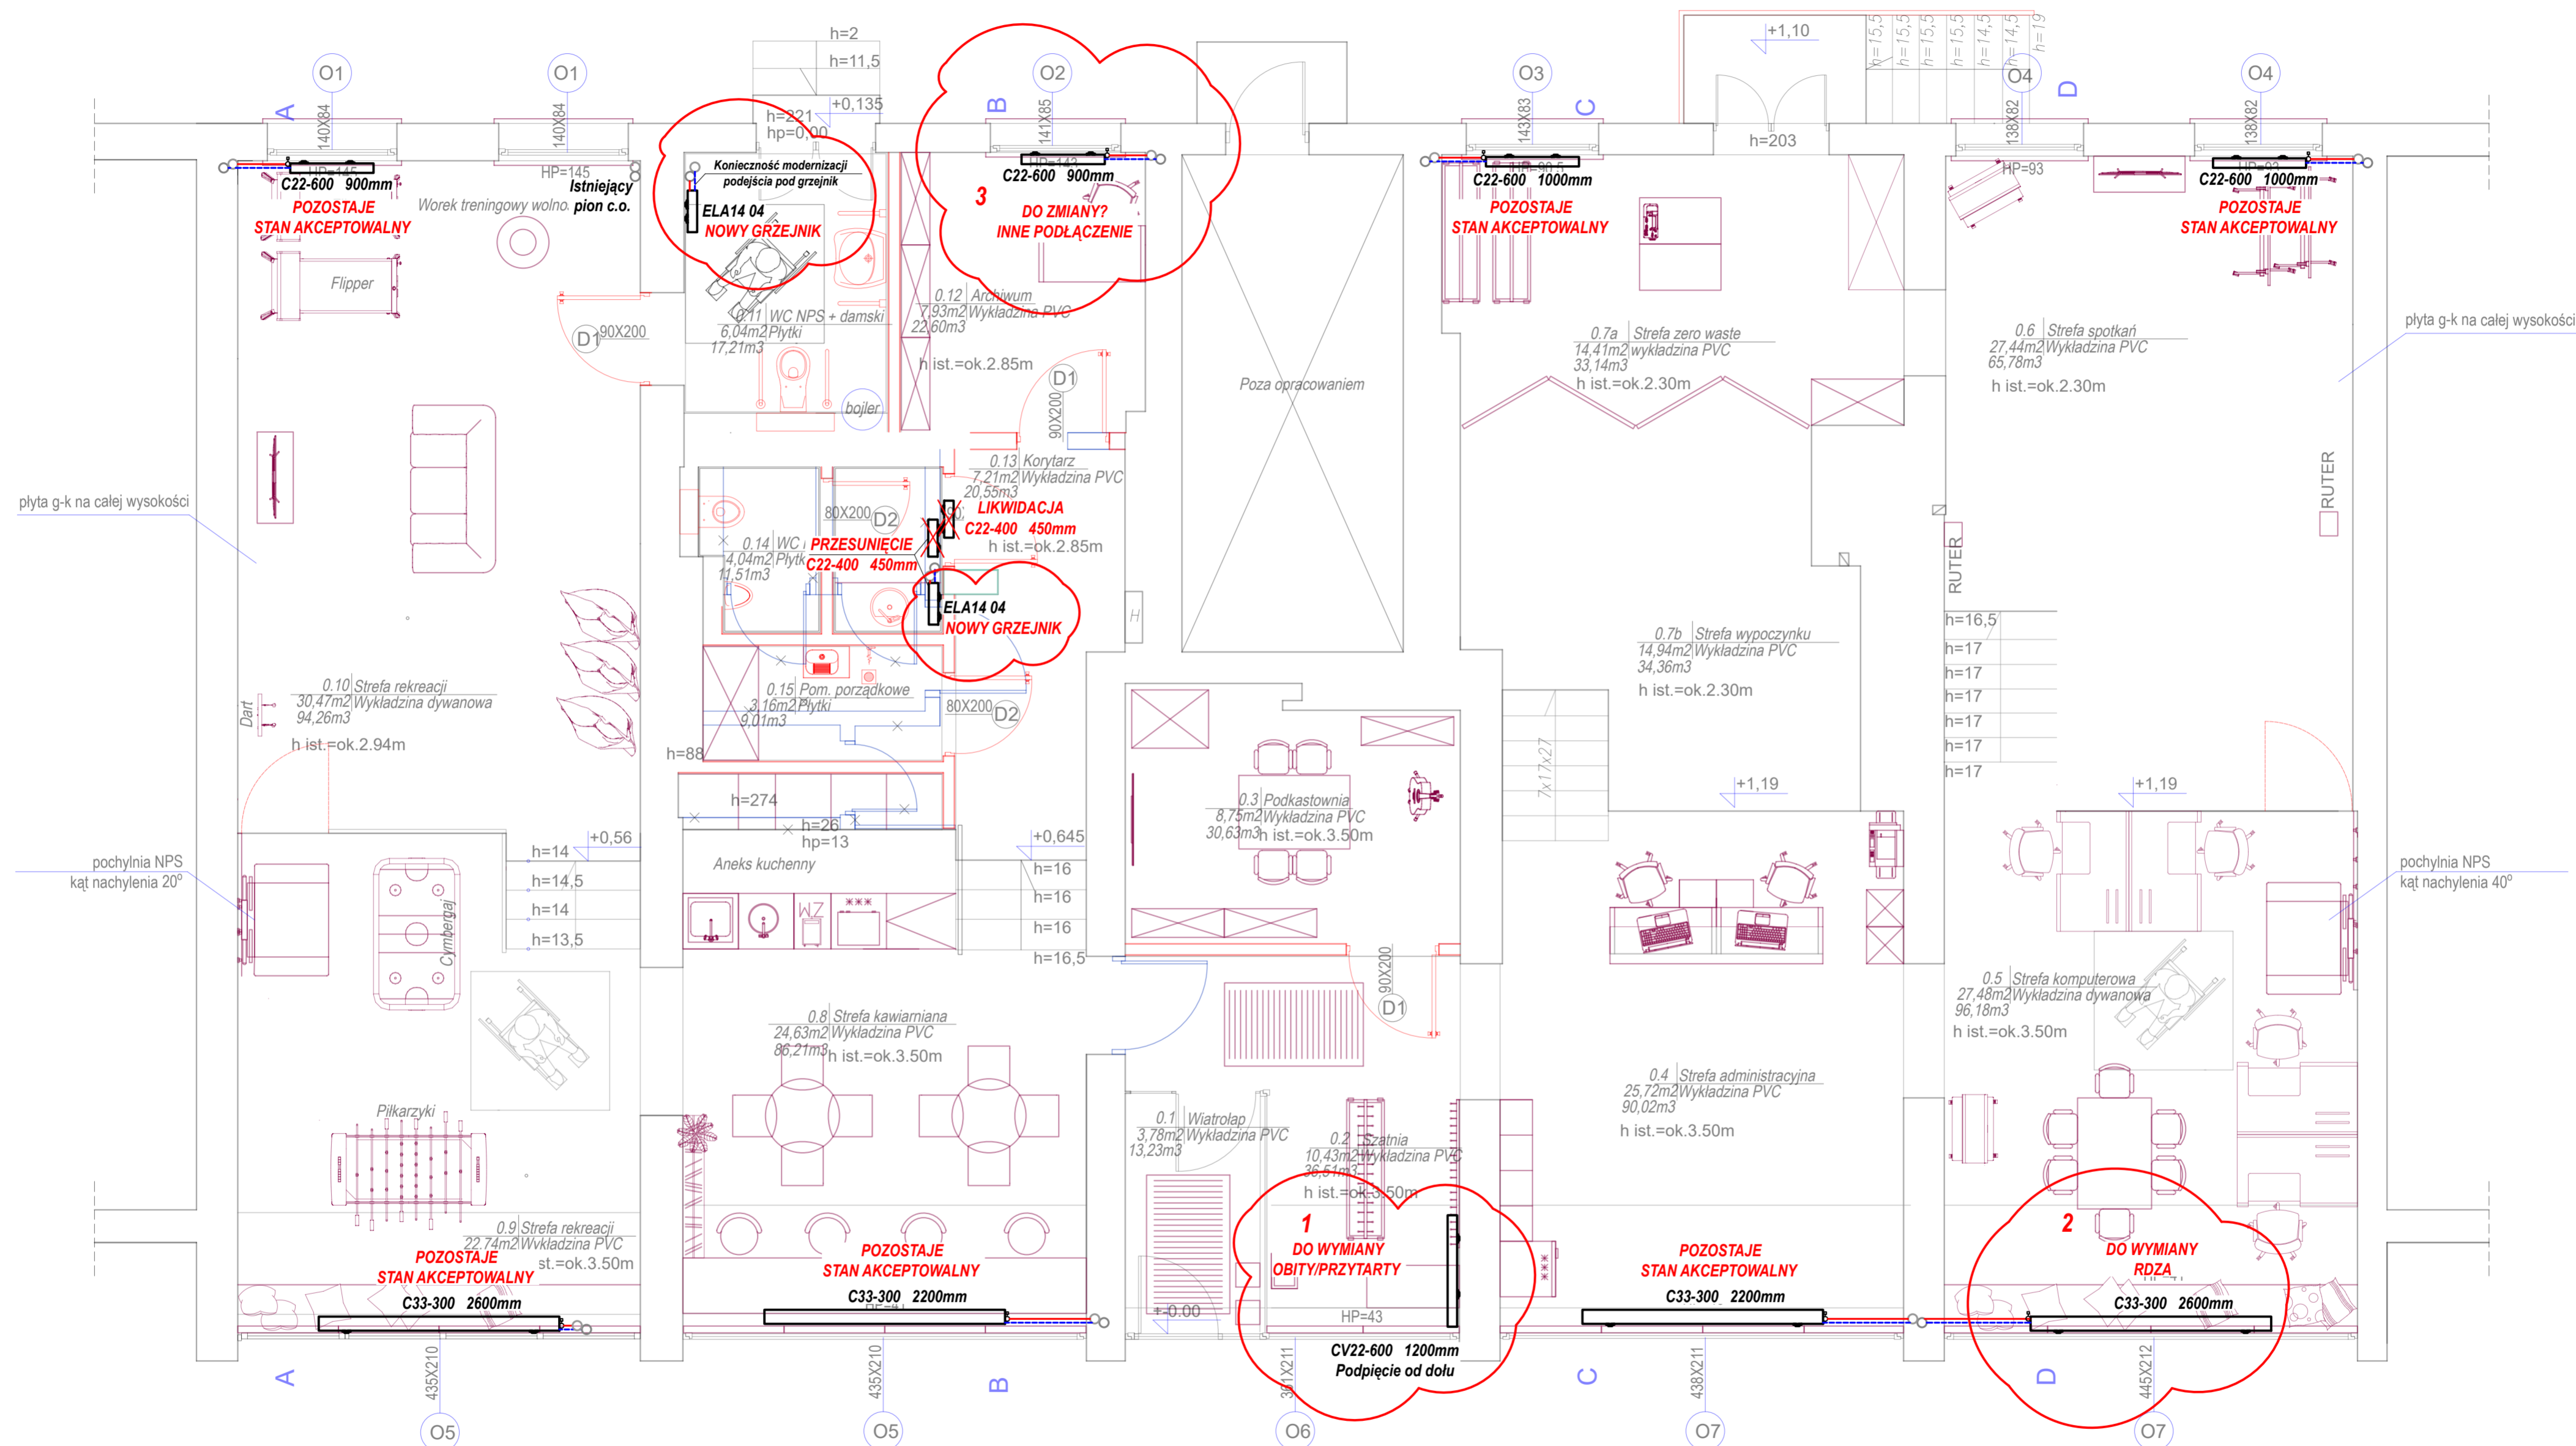 h=2
h=11,5
+0,135
h=221
hp=0,00
+1,10
h=15,5
h=15,5
h=15,5
h=15,5
h=14,5
h=14,5
h=19
O1
O1
O2
O3
O4
O4
A
B
C
D
140X84
140X84
141X85
143X83
h=203
138X82
138X82
HP=145
HP=145
HP=93
C22-600 900mm
POZOSTAJE
STAN AKCEPTOWALNY
Istniejący
pion c.o.
Worek treningowy wolno
Flipper
Konieczność modernizacji
podejścia pod grzejnik
ELA14 04
NOWY GRZEJNIK
C22-600 900mm
3
DO ZMIANY?
INNE PODŁĄCZENIE
C22-600 1000mm
POZOSTAJE
STAN AKCEPTOWALNY
C22-600 1000mm
POZOSTAJE
STAN AKCEPTOWALNY
D1
90X200
0.11 WC NPS + damski
6,04m2 Płytki
17,21m3
bojler
0.12 Archiwum
7,93m2 Wykładzina PVC
22,60m3
h ist.=ok.2.85m
D1
90X200
Poza opracowaniem
0.7a Strefa zero waste
14,41m2 wykładzina PVC
33,14m3
h ist.=ok.2.30m
0.6 Strefa spotkań
27,44m2 Wykładzina PVC
65,78m3
h ist.=ok.2.30m
płyta g-k na całej wysokości
płyta g-k na całej wysokości
0.13 Korytarz
7,21m2 Wykładzina PVC
20,55m3
LIKWIDACJA
C22-400 450mm
h ist.=ok.2.85m
80X200
D2
0.14 WC
4,04m2
11,51m3
PRZESUNIĘCIE
C22-400 450mm
ELA14 04
NOWY GRZEJNIK
H
RUTER
RUTER
0.10 Strefa rekreacji
30,47m2 Wykładzina dywanowa
94,26m3
h ist.=ok.2.94m
Dart
0.15 Pom. porządkowe
3,16m2 Płytki
9,01m3
80X200
D2
h=88
h=274
h=26
hp=13
0.7b Strefa wypoczynku
14,94m2 Wykładzina PVC
34,36m3
h ist.=ok.2.30m
h=16,5
h=17
h=17
h=17
h=17
h=17
h=17
7x17x27
+1,19
+1,19
0.3 Podkastownia
8,75m2 Wykładzina PVC
30,63m3
h ist.=ok.3.50m
+0,56
h=14
h=14,5
h=14
h=13,5
+0,645
h=16
h=16
h=16
h=16,5
Aneks kuchenny
ZM
pochylnia NPS
kąt nachylenia 20°
pochylnia NPS
kąt nachylenia 40°
Cymbergaj
90X200
D1
0.8 Strefa kawiarniana
24,63m2 Wykładzina PVC
86,21m3
h ist.=ok.3.50m
0.5 Strefa komputerowa
27,48m2 Wykładzina dywanowa
96,18m3
h ist.=ok.3.50m
0.4 Strefa administracyjna
25,72m2 Wykładzina PVC
90,02m3
h ist.=ok.3.50m
Piłkarzyki
0.1 Wiatrołap
3,78m2 Wykładzina PVC
13,23m3
0.2 Szatnia
10,43m2 Wykładzina PVC
36,51m3
h ist.=ok.3.50m
0.9 Strefa rekreacji
22.74m2 Wykładzina PVC
st.=ok.3.50m
POZOSTAJE
STAN AKCEPTOWALNY
C33-300 2600mm
POZOSTAJE
STAN AKCEPTOWALNY
C33-300 2200mm
1
DO WYMIANY
OBITY/PRZYTARTY
HP=43
+-0.00
CV22-600 1200mm
Podpięcie od dołu
POZOSTAJE
STAN AKCEPTOWALNY
C33-300 2200mm
2
DO WYMIANY
RDZA
C33-300 2600mm
A
B
C
D
435X210
435X210
361X211
438X211
445X212
O5
O5
O6
O7
O7